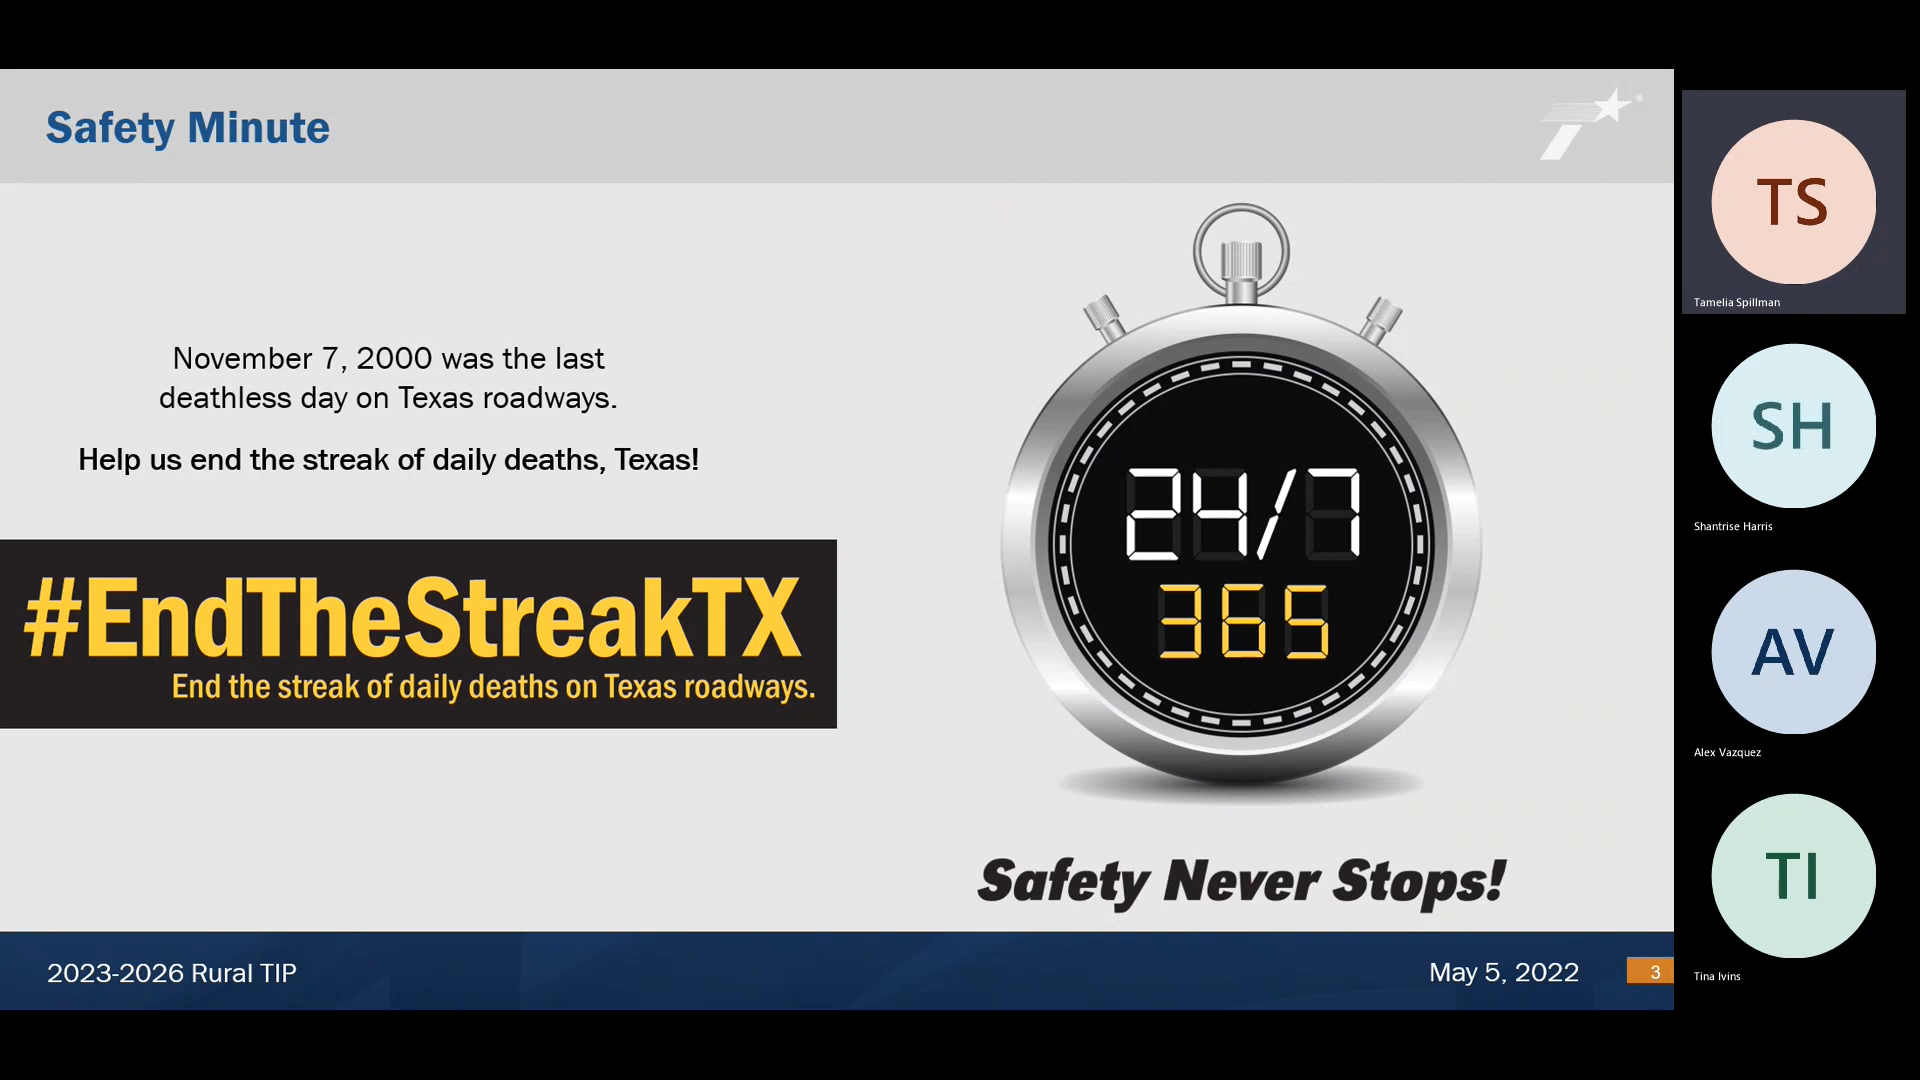 Safety Minute
November 7, 2000 was the last
deathless day on Texas roadways.
Help us end the streak of daily deaths, Texas!
#EndTheStreakTX
End the streak of daily deaths on Texas roadways.
24/7
365
Safety Never Stops!
2023-2026 Rural TIP
May 5, 2022
3
TS
Tamelia Spillman
SH
Shantrise Harris
AV
Alex Vazquez
TI
Tina Ivins